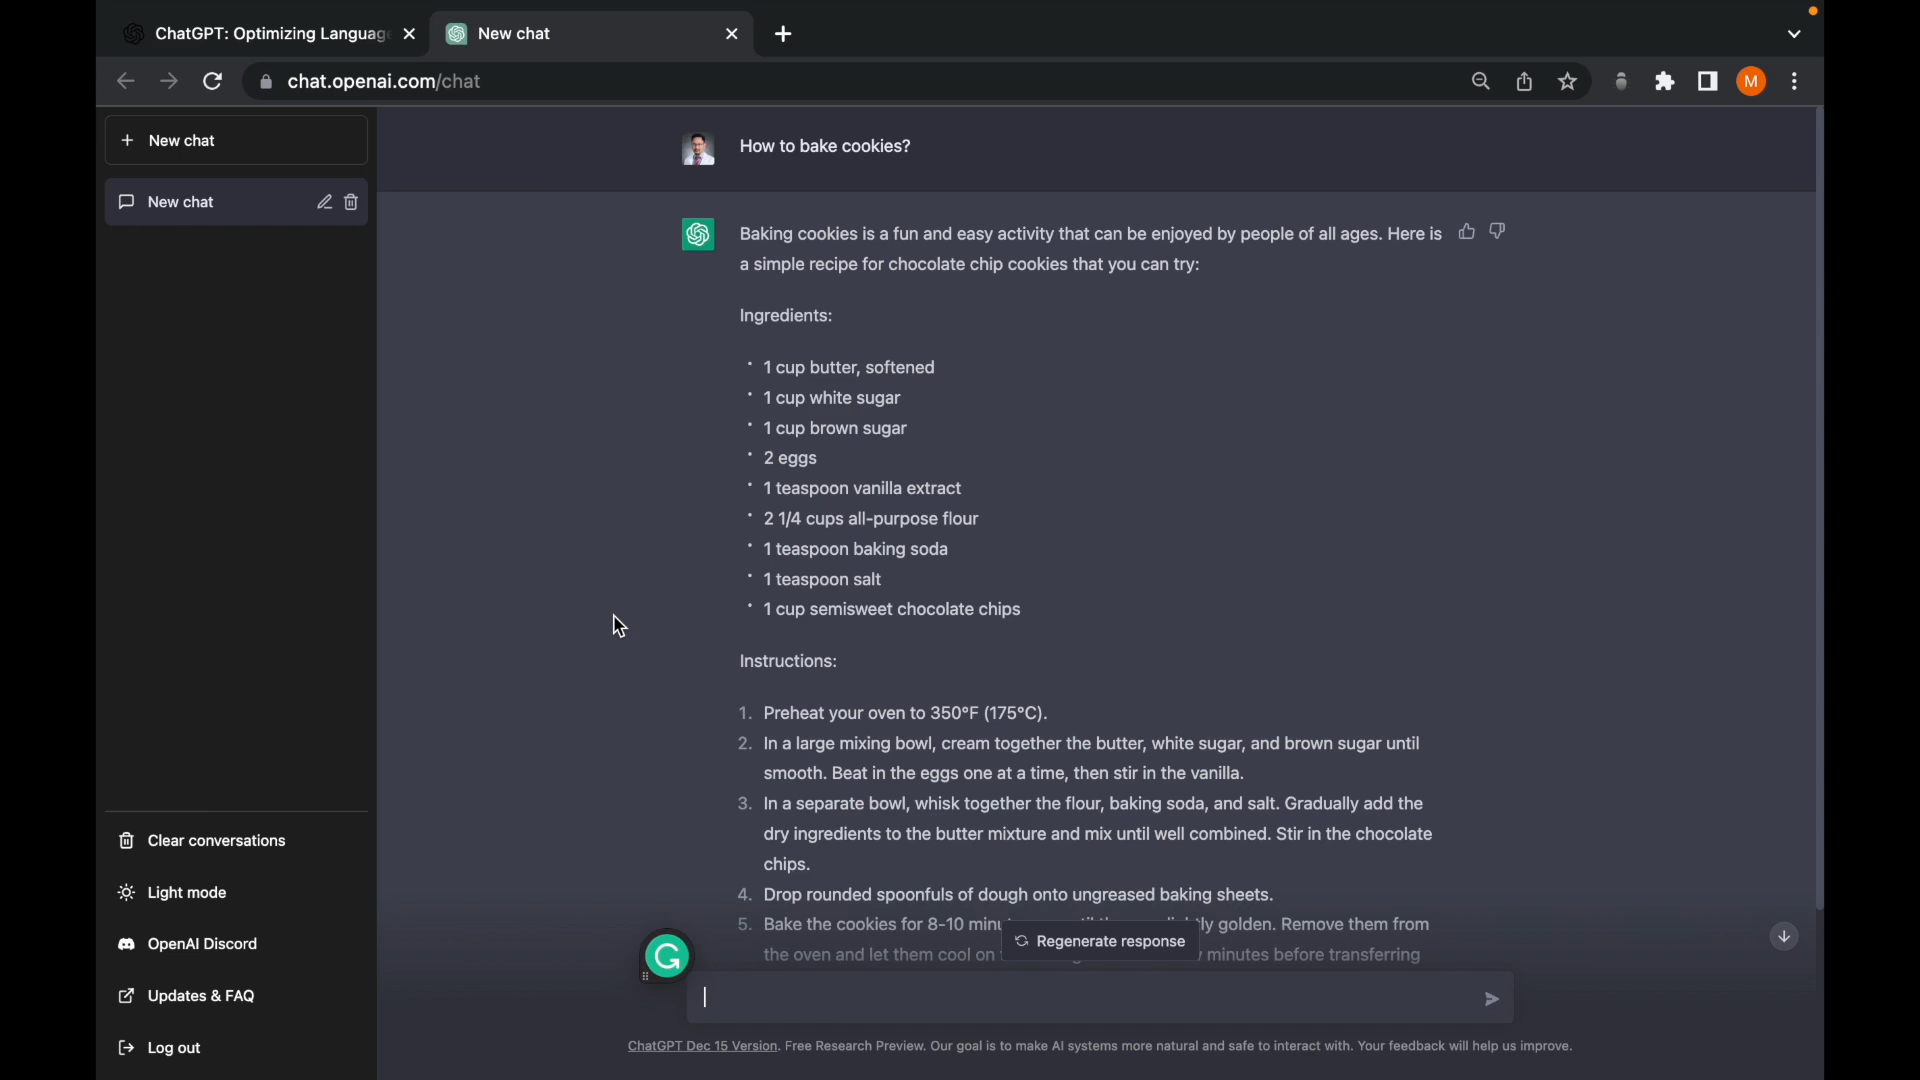 ChatGPT: Optimizing Languag
New chat
chat.openai.com/chat
M
New chat
New chat
How to bake cookies?
Baking cookies is a fun and easy activity that can be enjoyed by people of all ages. Here is
a simple recipe for chocolate chip cookies that you can try:
Ingredients:
• 1 cup butter, softened
• 1 cup white sugar
• 1 cup brown sugar
• 2 eggs
• 1 teaspoon vanilla extract
• 2 1/4 cups all-purpose flour
• 1 teaspoon baking soda
• 1 teaspoon salt
• 1 cup semisweet chocolate chips
Instructions:
1. Preheat your oven to 350°F (175°C).
2. In a large mixing bowl, cream together the butter, white sugar, and brown sugar until
smooth. Beat in the eggs one at a time, then stir in the vanilla.
3. In a separate bowl, whisk together the flour, baking soda, and salt. Gradually add the
dry ingredients to the butter mixture and mix until well combined. Stir in the chocolate
chips.
4. Drop rounded spoonfuls of dough onto ungreased baking sheets.
5. Bake the cookies for 8-10 golden. Remove them from
the oven and let them cool on minutes before transferring
Regenerate response
Clear conversations
Light mode
OpenAI Discord
Updates & FAQ
Log out
ChatGPT Dec 15 Version. Free Research Preview. Our goal is to make AI systems more natural and safe to interact with. Your feedback will help us improve.